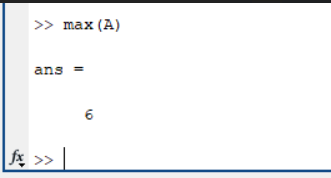 >> max(A)
ans =
6
fx >>